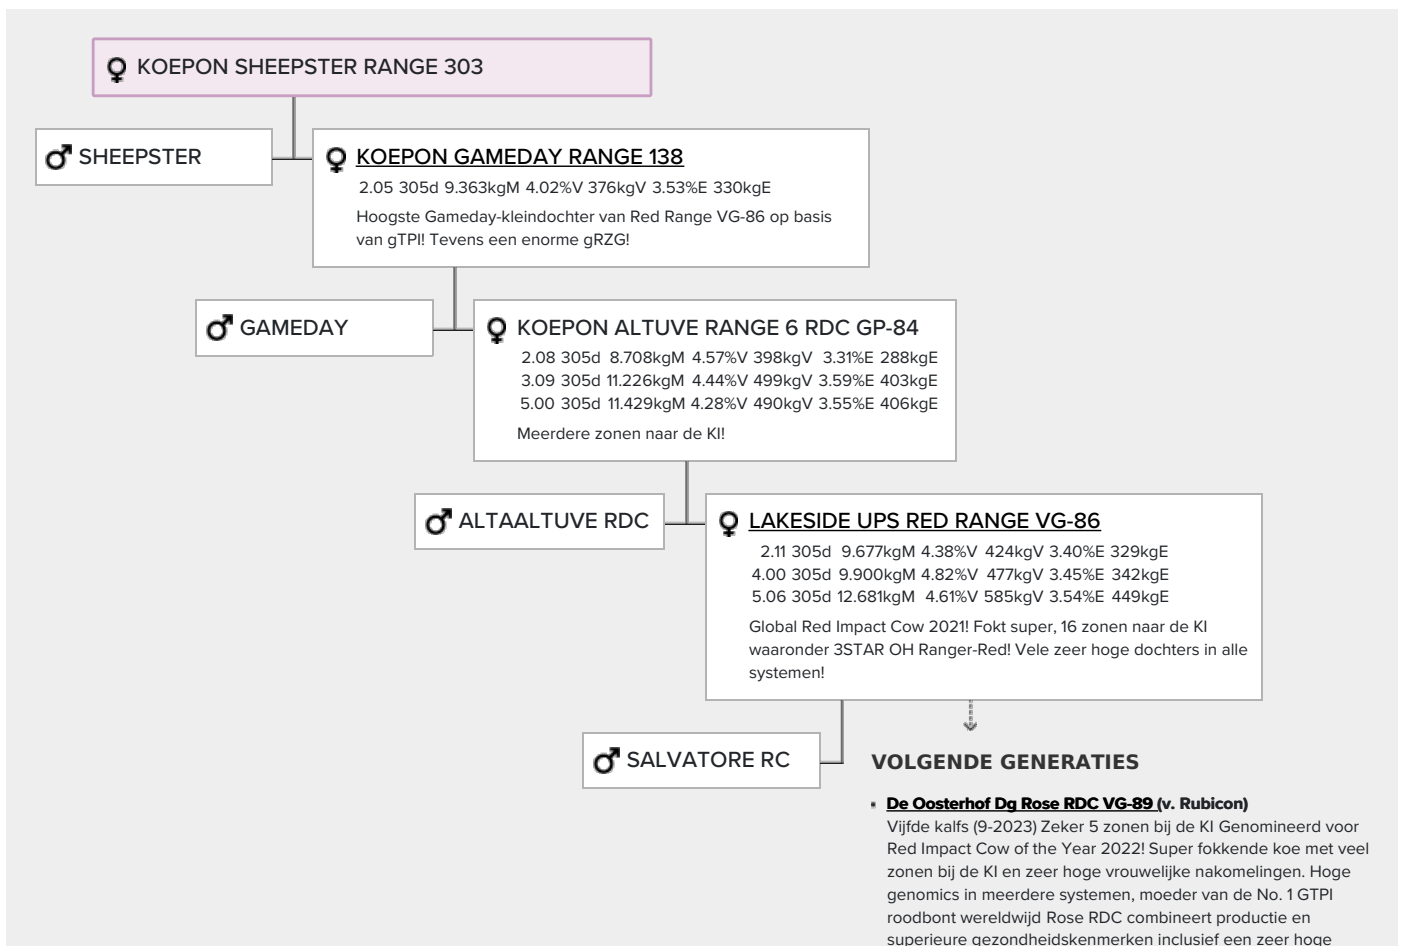 KOEPON SHEEPSTER RANGE 303
SHEEPSTER
KOEPON GAMEDAY RANGE 138
2.05 305d 9.363kgM 4.02%V 376kgV 3.53%E 330kgE
Hoogste Gameday-kleindochter van Red Range VG-86 op basis
van gTPI! Tevens een enorme gRZG!
GAMEDAY
KOEPON ALTUVE RANGE 6 RDC GP-84
2.08 305d 8.708kgM 4.57%V 398kgV 3.31%E 288kgE
3.09 305d 11.226kgM 4.44%V 499kgV 3.59%E 403kgE
5.00 305d 11.429kgM 4.28%V 490kgV 3.55%E 406kgE
Meerdere zonen naar de KI!
ALTAALTUVE RDC
LAKESIDE UPS RED RANGE VG-86
2.11 305d 9.677kgM 4.38%V 424kgV 3.40%E 329kgE
4.00 305d 9.900kgM 4.82%V 477kgV 3.45%E 342kgE
5.06 305d 12.681kgM 4.61%V 585kgV 3.54%E 449kgE
Global Red Impact Cow 2021! Fokt super, 16 zonen naar de KI
waaronder 3STAR OH Ranger-Red! Vele zeer hoge dochters in alle
systemen!
SALVATORE RC
VOLGENDE GENERATIES
De Oosterhof Dg Rose RDC VG-89 (v. Rubicon)
Vijfde kalfs (9-2023) Zeker 5 zonen bij de KI Genomineerd voor
Red Impact Cow of the Year 2022! Super fokkende koe met veel
zonen bij de KI en zeer hoge vrouwelijke nakomelingen. Hoge
genomics in meerdere systemen, moeder van de No. 1 GTPI
roodbont wereldwijd Rose RDC combineert productie en
superieure gezondheidskenmerken inclusief een zeer hoge